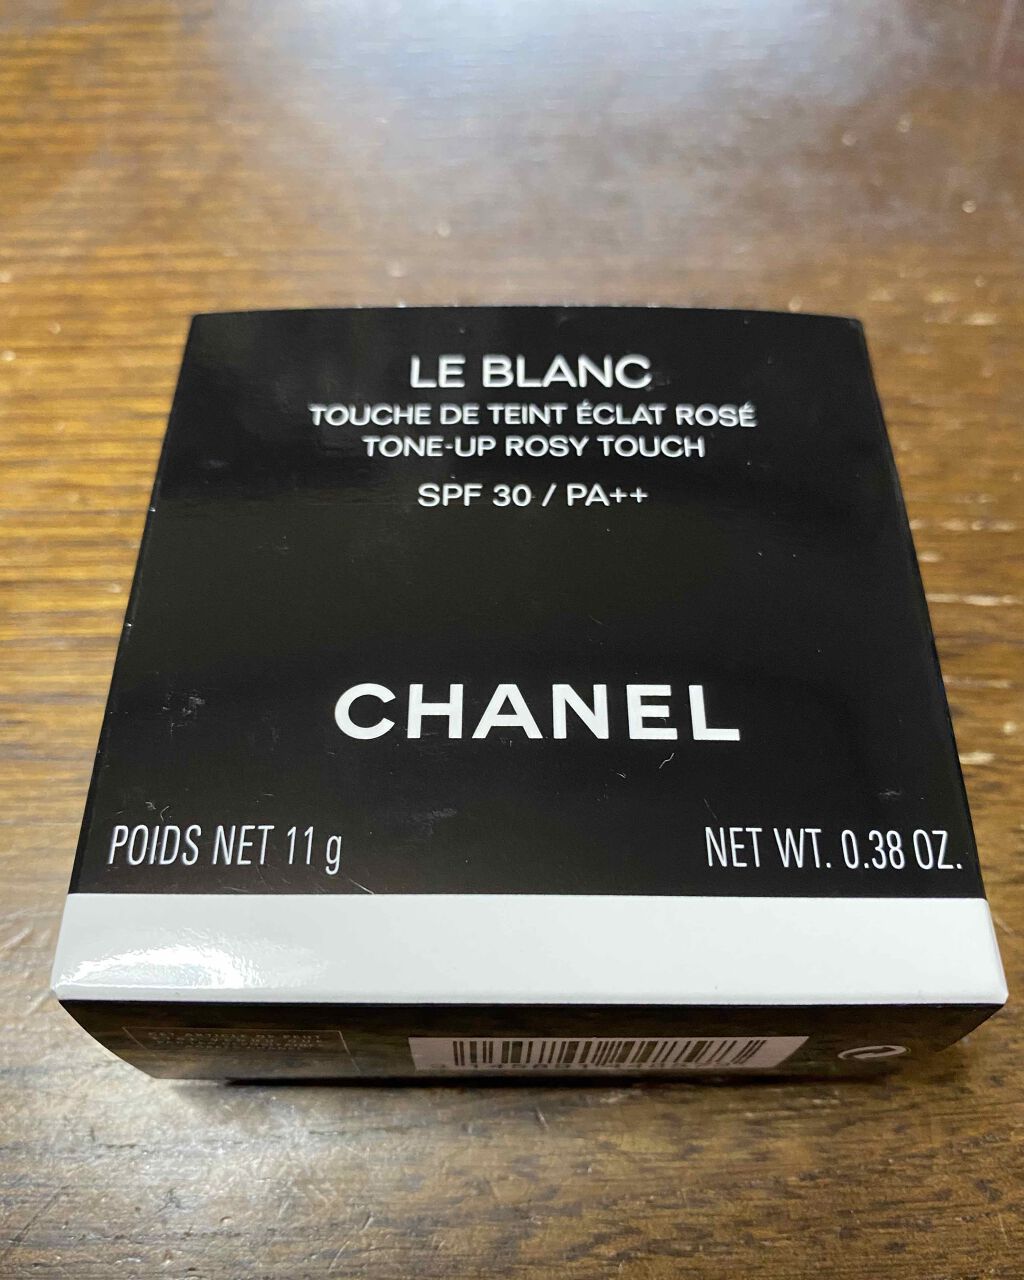 LE BLANC
TOUCHE DE TEINT ÉCLAT ROSÉ
TONE-UP ROSY TOUCH
SPF 30 / PA++
CHANEL
POIDS NET 11 g
NET WT. 0.38 OZ.